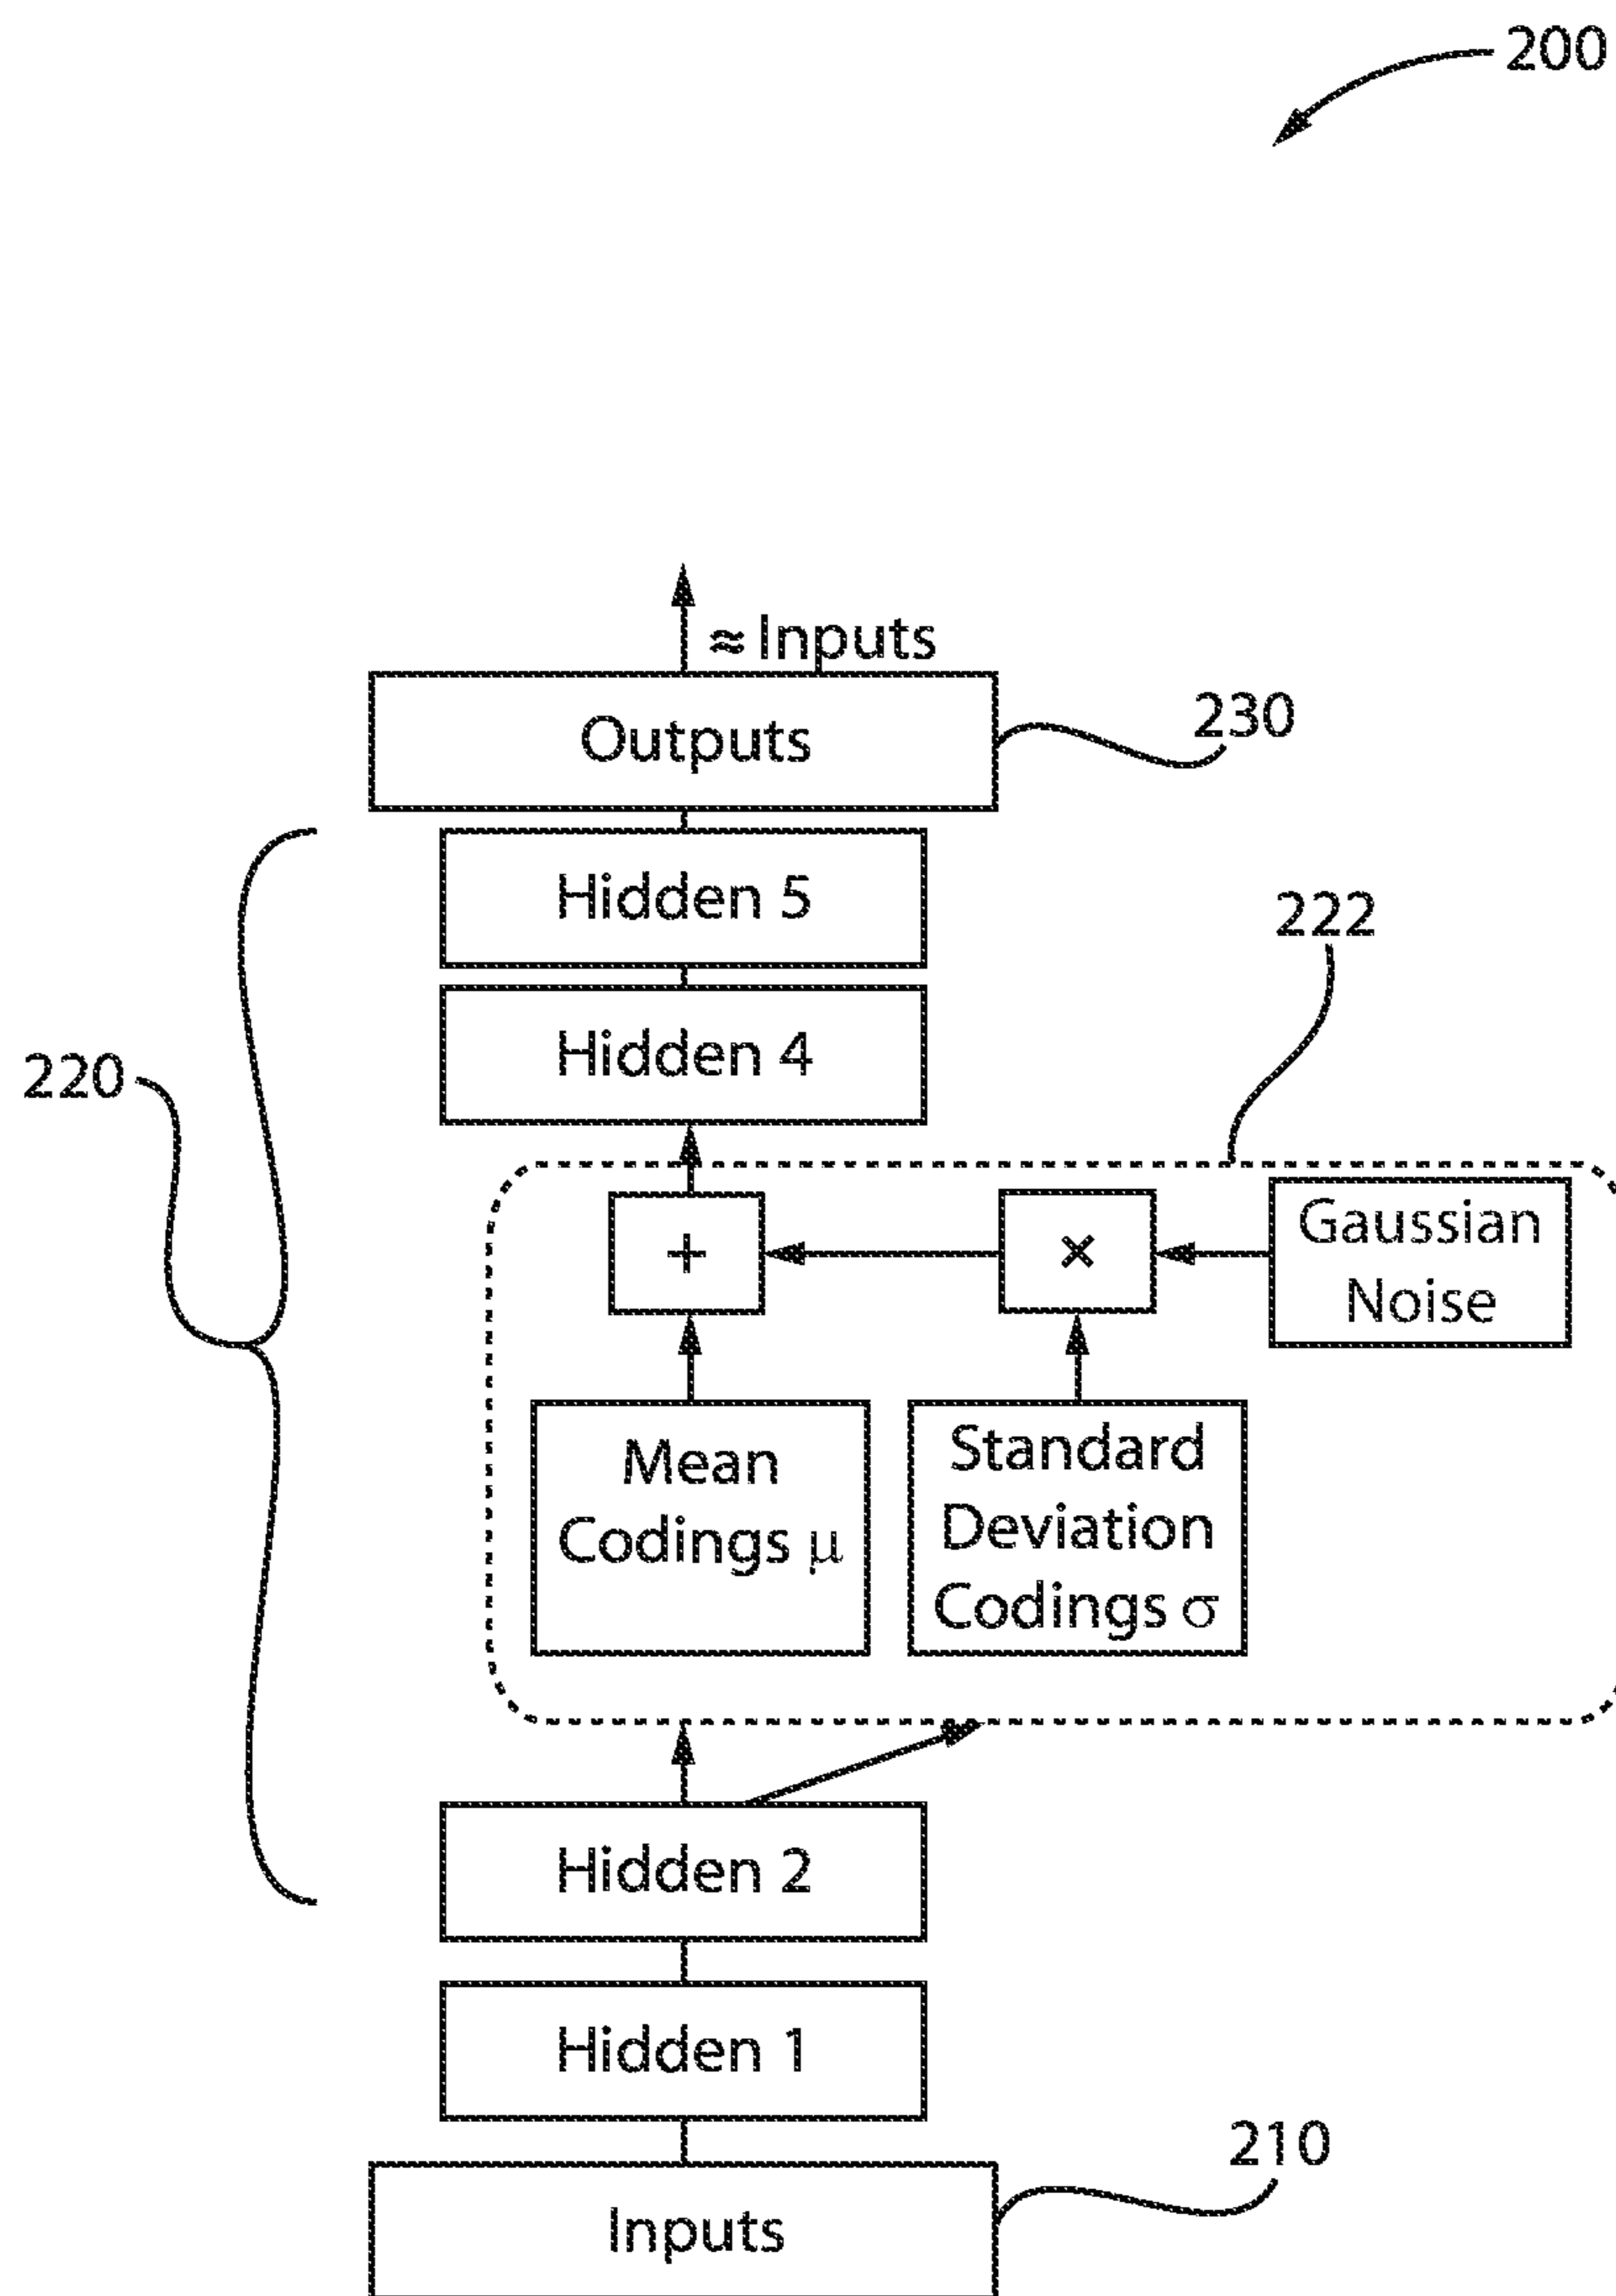 200
≈ Inputs
Outputs
230
Hidden 5
222
Hidden 4
220
+
×
Gaussian
Noise
Mean
Codings μ
Standard
Deviation
Codings σ
Hidden 2
Hidden 1
210
Inputs